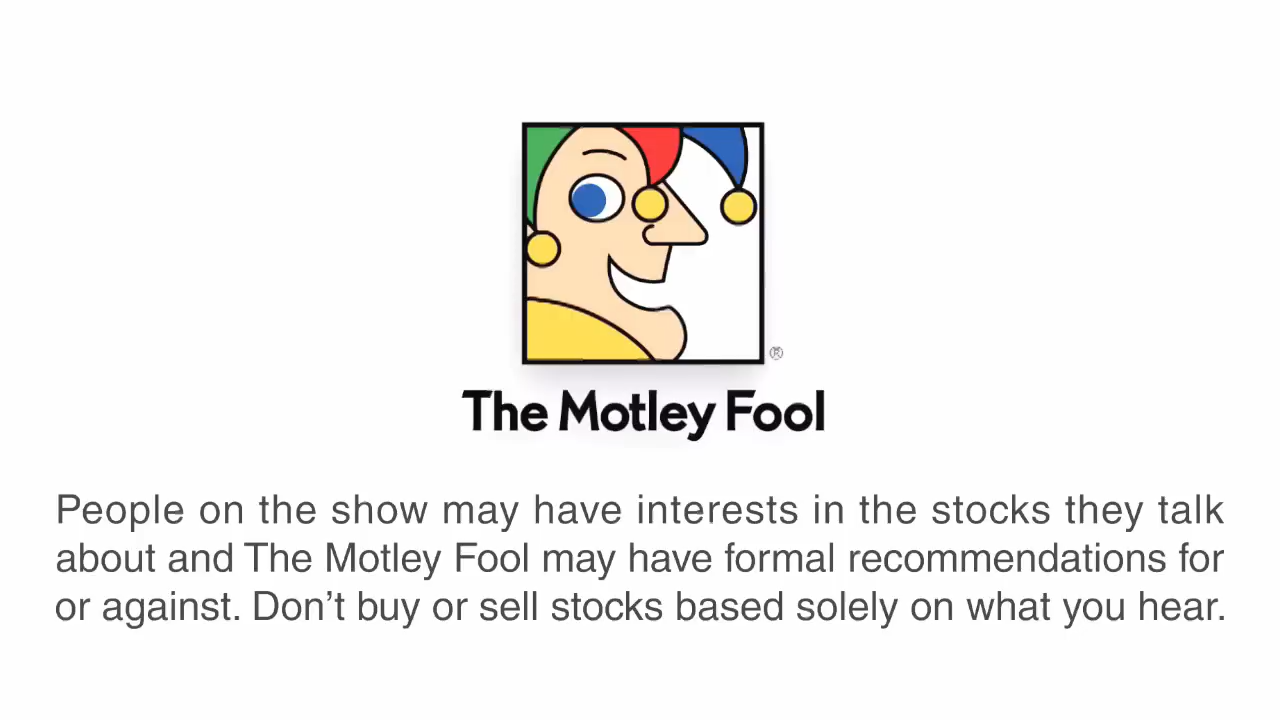 ®
The Motley Fool
People on the show may have interests in the stocks they talk
about and The Motley Fool may have formal recommendations for
or against. Don’t buy or sell stocks based solely on what you hear.